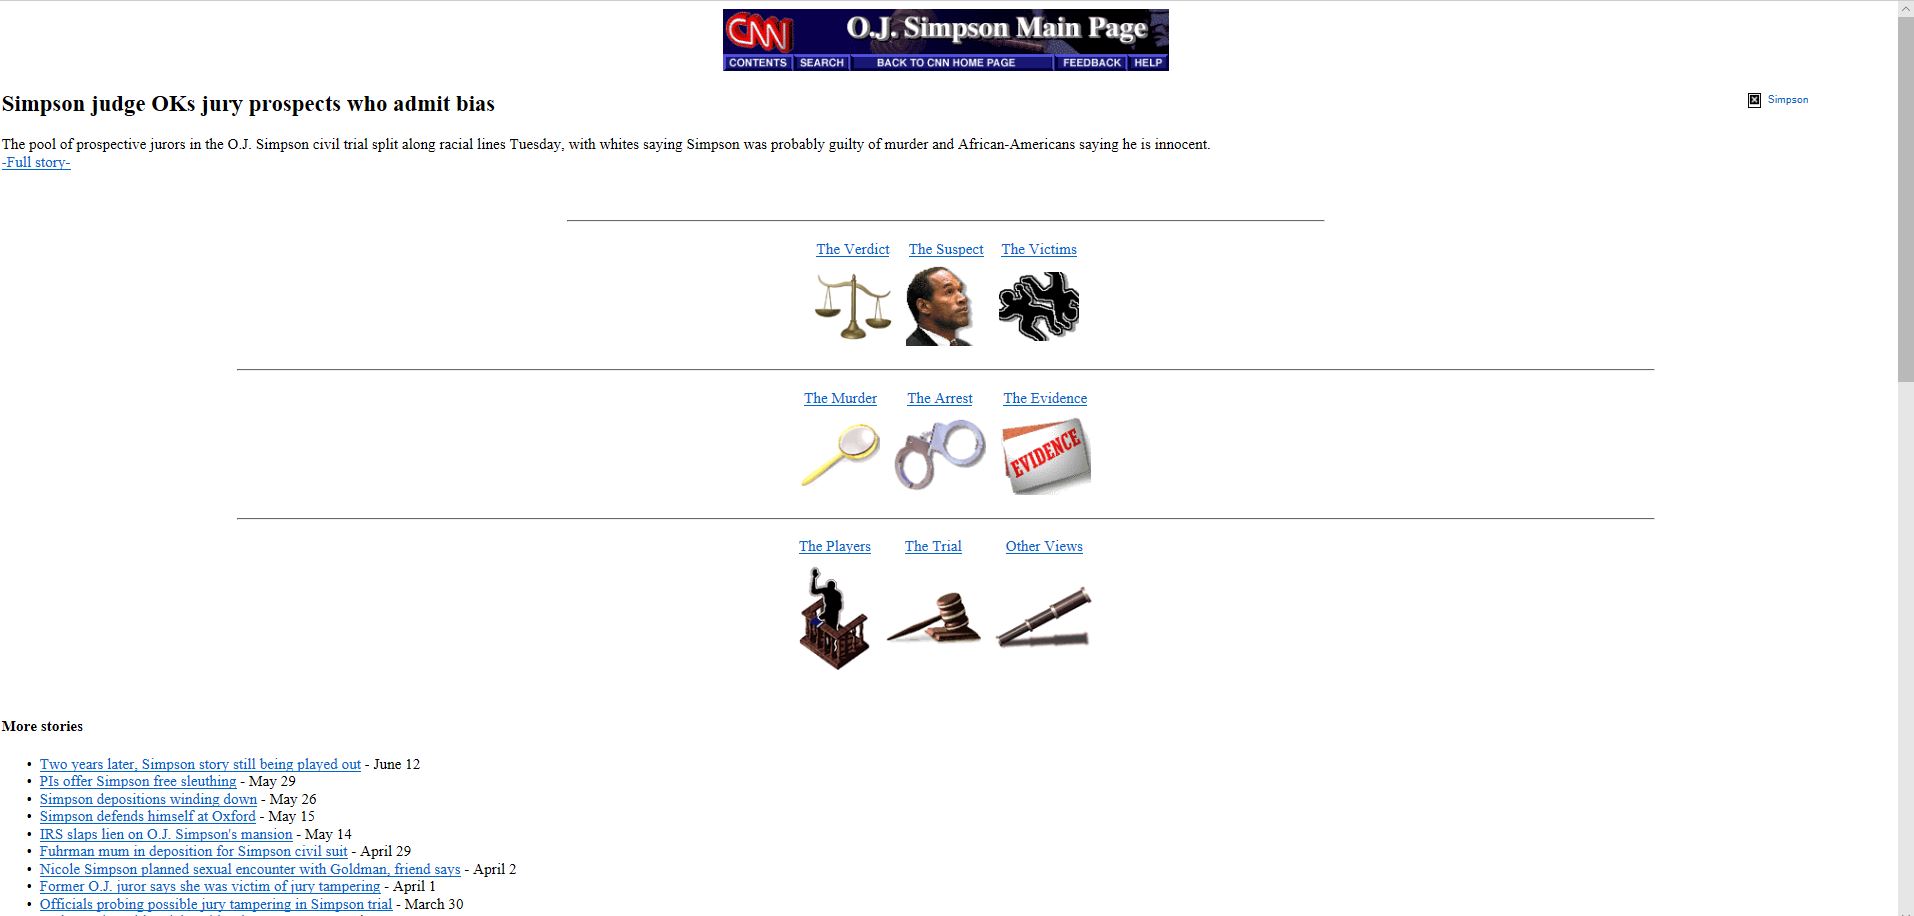 CNN
O.J. Simpson Main Page
CONTENTS SEARCH BACK TO CNN HOME PAGE FEEDBACK HELP
Simpson judge OKs jury prospects who admit bias
Simpson
The pool of prospective jurors in the O.J. Simpson civil trial split along racial lines Tuesday, with whites saying Simpson was probably guilty of murder and African-Americans saying he is innocent.
-Full story-
The Verdict The Suspect The Victims
The Murder The Arrest The Evidence
EVIDENCE
The Players The Trial Other Views
More stories
• Two years later, Simpson story still being played out - June 12
• PIs offer Simpson free sleuthing - May 29
• Simpson depositions winding down - May 26
• Simpson defends himself at Oxford - May 15
• IRS slaps lien on O.J. Simpson's mansion - May 14
• Fuhrman mum in deposition for Simpson civil suit - April 29
• Nicole Simpson planned sexual encounter with Goldman, friend says - April 2
• Former O.J. juror says she was victim of jury tampering - April 1
• Officials probing possible jury tampering in Simpson trial - March 30